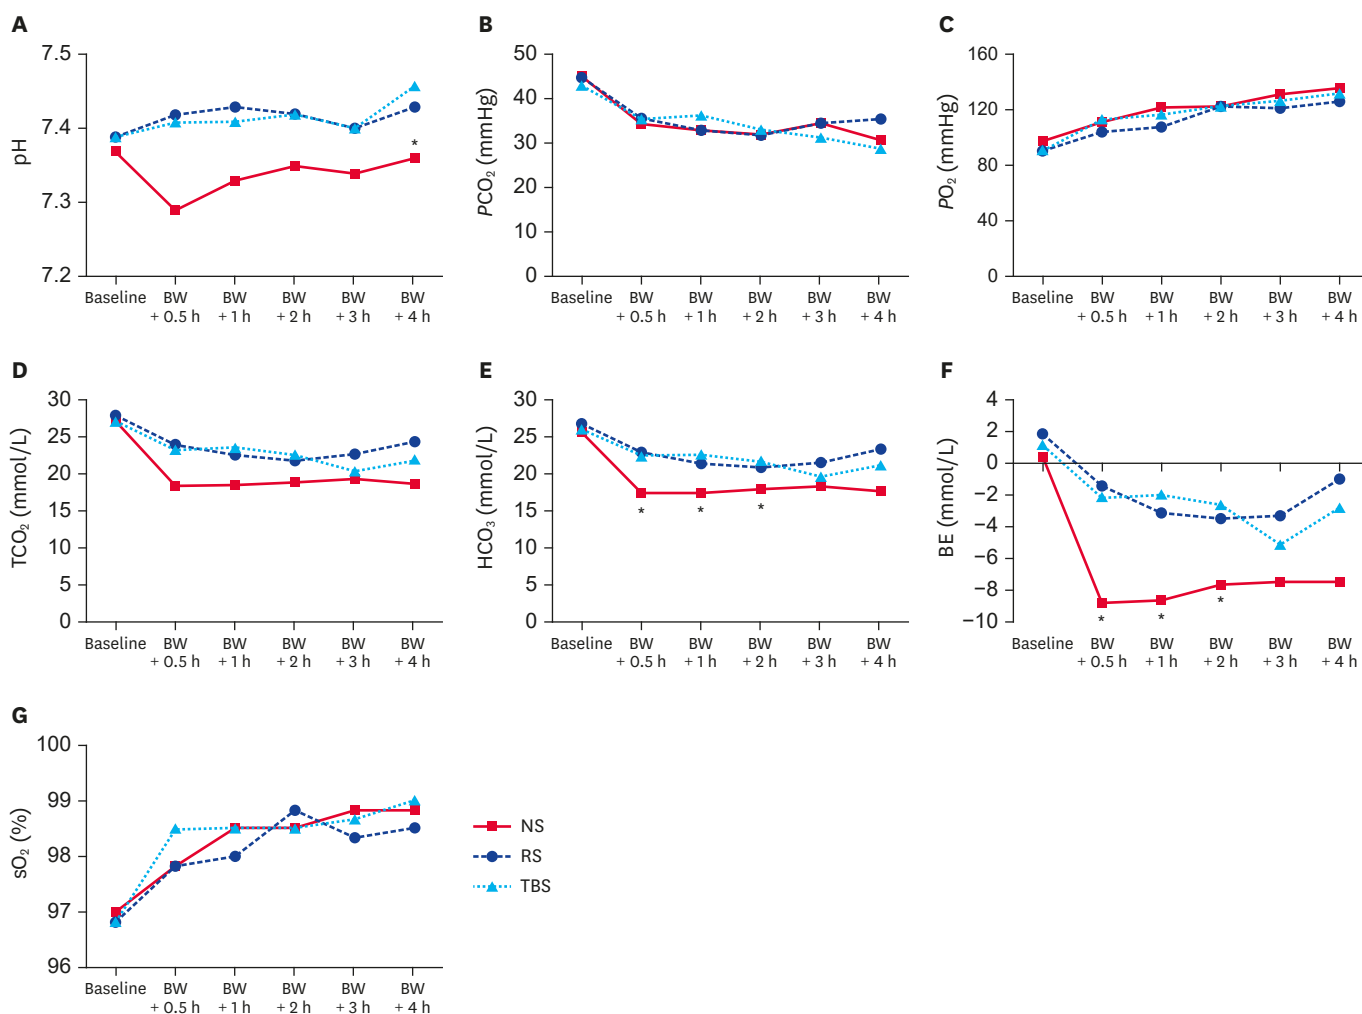 A
pH
7.5
7.4
7.3
7.2
*
Baseline
BW + 0.5 h
BW + 1 h
BW + 2 h
BW + 3 h
BW + 4 h
B
PCO₂ (mmHg)
50
40
30
20
10
0
Baseline
BW + 0.5 h
BW + 1 h
BW + 2 h
BW + 3 h
BW + 4 h
C
PO₂ (mmHg)
160
120
80
40
0
Baseline
BW + 0.5 h
BW + 1 h
BW + 2 h
BW + 3 h
BW + 4 h
D
TCO₂ (mmol/L)
30
25
20
15
10
5
0
Baseline
BW + 0.5 h
BW + 1 h
BW + 2 h
BW + 3 h
BW + 4 h
E
HCO₃ (mmol/L)
30
25
20
15
10
5
0
* * *
Baseline
BW + 0.5 h
BW + 1 h
BW + 2 h
BW + 3 h
BW + 4 h
F
BE (mmol/L)
4
2
0
−2
−4
−6
−8
−10
* * *
Baseline
BW + 0.5 h
BW + 1 h
BW + 2 h
BW + 3 h
BW + 4 h
G
sO₂ (%)
100
99
98
97
96
Baseline
BW + 0.5 h
BW + 1 h
BW + 2 h
BW + 3 h
BW + 4 h
NS
RS
TBS